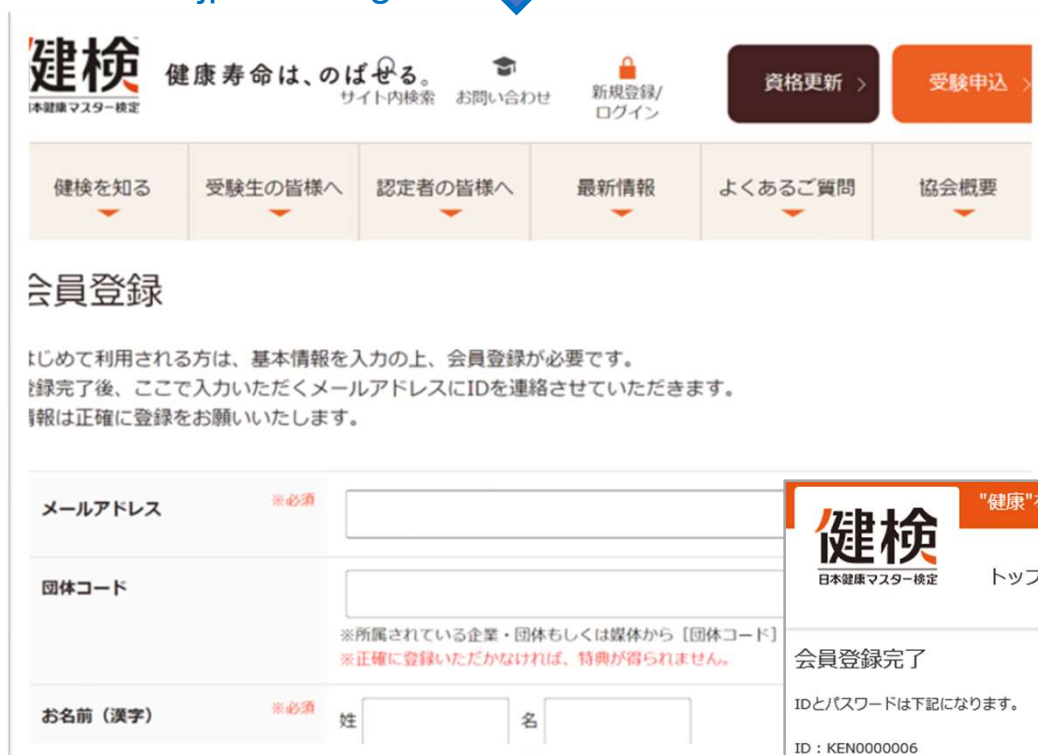 健検
日本健康マスター検定
健康寿命は、のばせる。
サイト内検索
お問い合わせ
新規登録/
ログイン
資格更新 >
受験申込 >
健検を知る
受験生の皆様へ
認定者の皆様へ
最新情報
よくあるご質問
協会概要
会員登録
はじめて利用される方は、基本情報を入力の上、会員登録が必要です。
登録完了後、ここで入力いただくメールアドレスにIDを連絡させていただきます。
情報は正確に登録をお願いいたします。
メールアドレス ※必須
団体コード
※所属されている企業・団体もしくは媒体から［団体コード］
※正確に登録いただかなければ、特典が得られません。
お名前（漢字） ※必須 姓 名
"健康"を
健検
日本健康マスター検定
トップ
会員登録完了
IDとパスワードは下記になります。
ID：KEN0000006